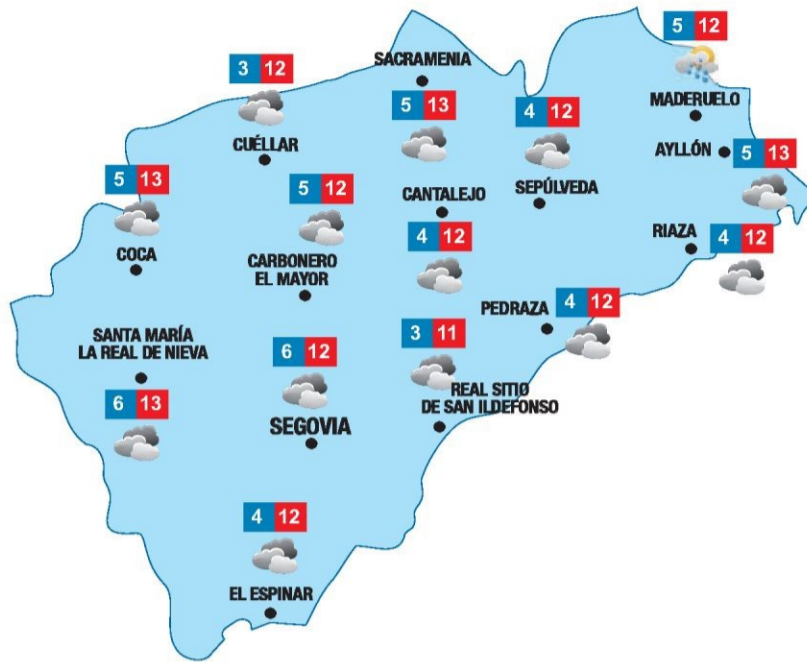 5 12
MADERUELO
3 12
CUÉLLAR
SACRAMENIA
5 13
4 12
SEPÚLVEDA
AYLLÓN
5 13
5 13
COCA
5 12
CARBONERO
EL MAYOR
CANTALEJO
4 12
RIAZA
4 12
PEDRAZA
4 12
SANTA MARÍA
LA REAL DE NIEVA
6 13
6 12
SEGOVIA
3 11
REAL SITIO
DE SAN ILDEFONSO
4 12
EL ESPINAR